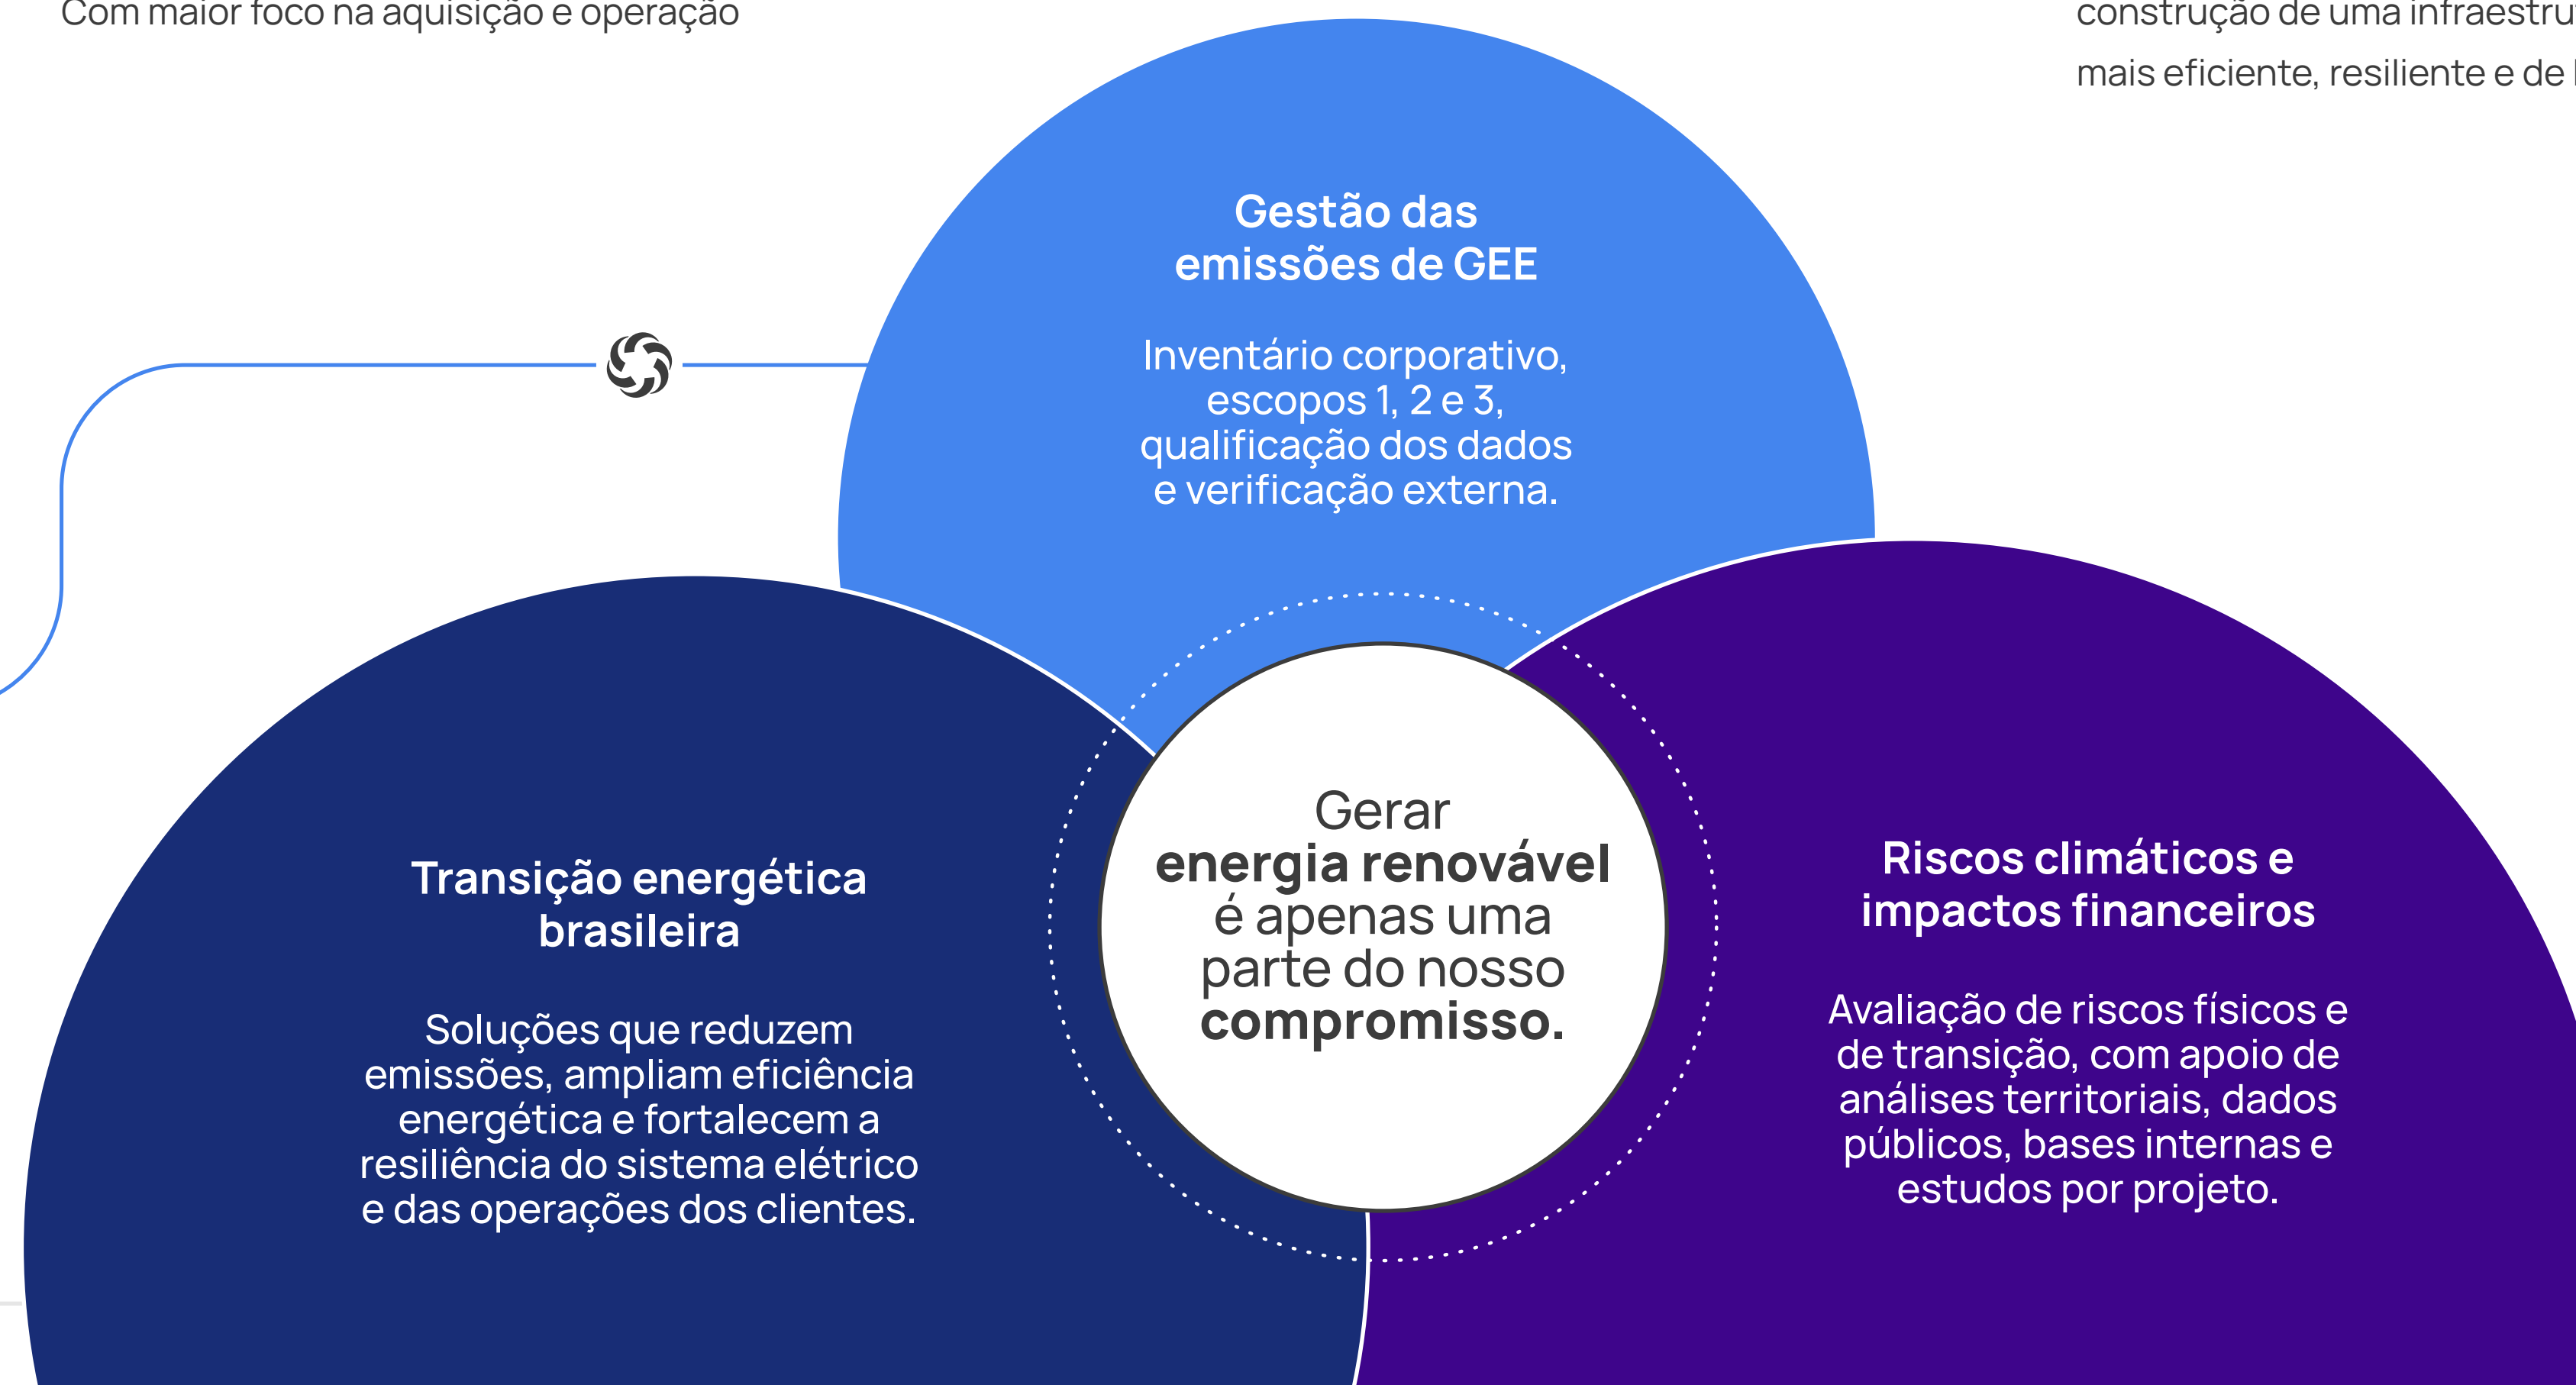 Com maior foco na aquisição e operação
construção de uma
mais eficiente, resiliente e de
Gestão das
emissões de GEE
Inventário corporativo,
escopos 1, 2 e 3,
qualificação dos dados
e verificação externa.
Transição energética
brasileira
Soluções que reduzem
emissões, ampliam eficiência
energética e fortalecem a
resiliência do sistema elétrico
e das operações dos clientes.
Gerar
energia renovável
é apenas uma
parte do nosso
compromisso.
Riscos climáticos e
impactos financeiros
Avaliação de riscos físicos e
de transição, com apoio de
análises territoriais, dados
públicos, bases internas e
estudos por projeto.